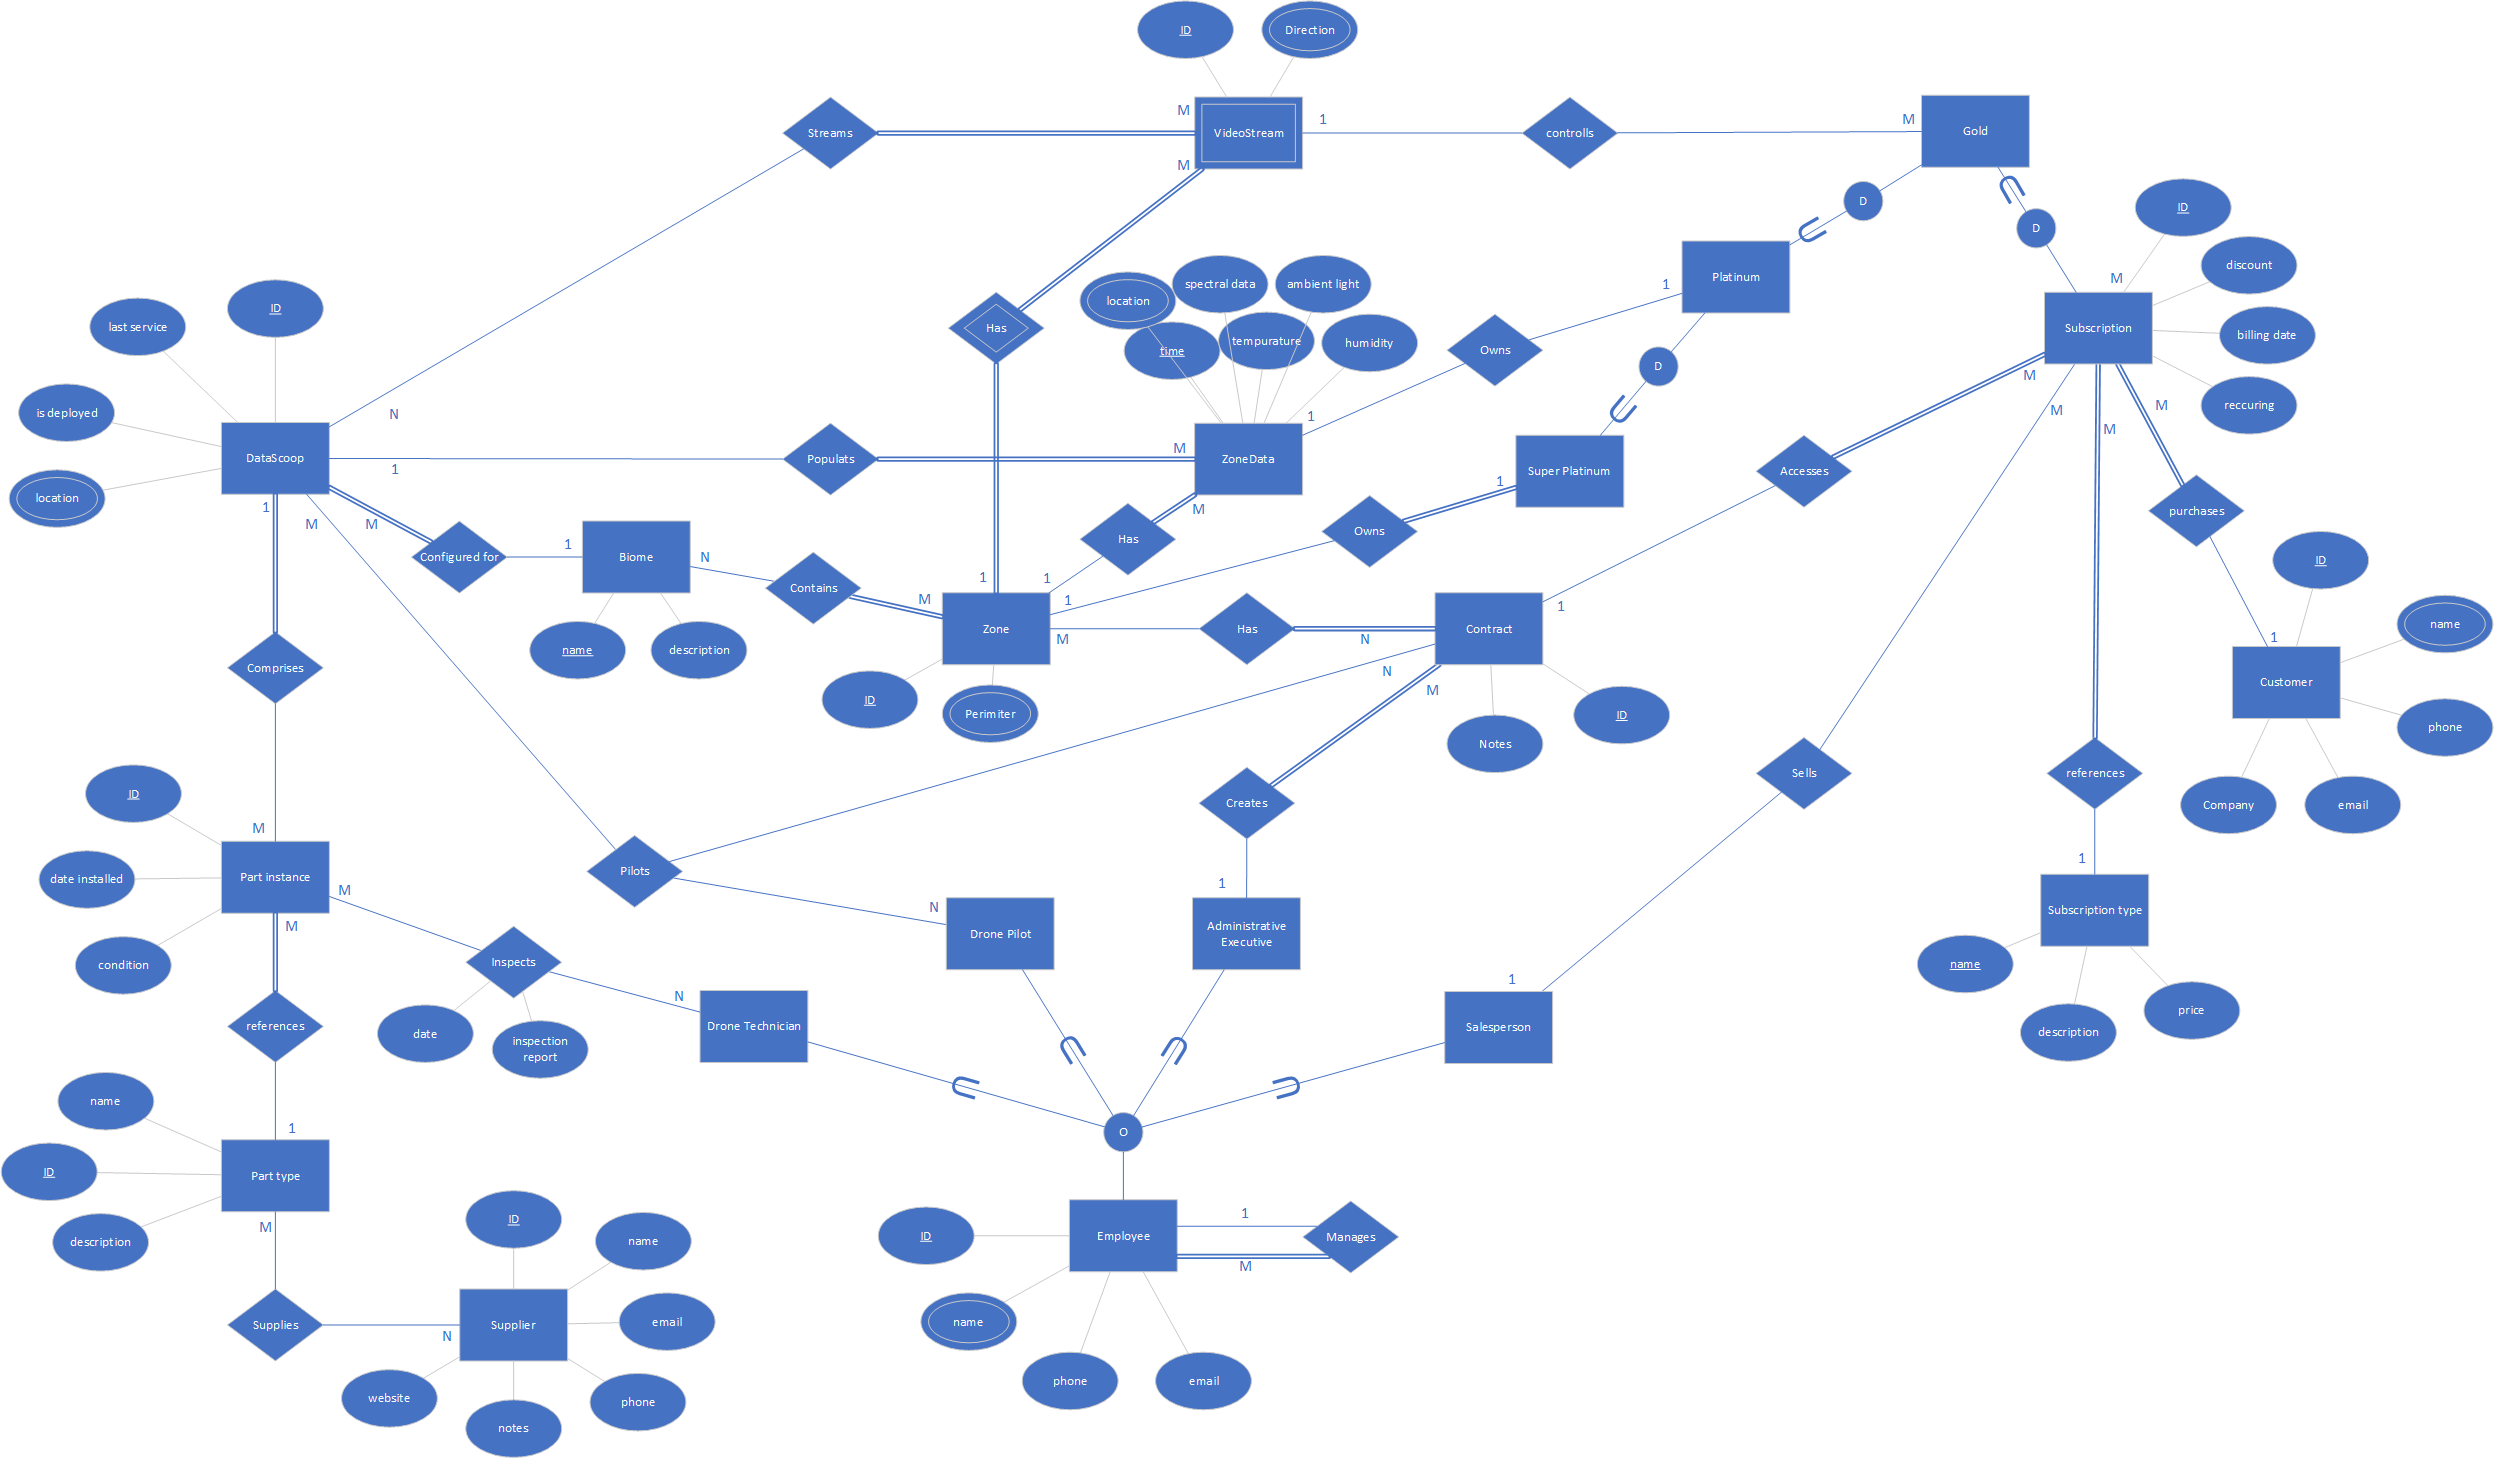 ID
Direction
M
Streams
VideoStream
1
controlls
M
Gold
M
D
D
ID
discount
M
billing date
Subscription
reccuring
location
spectral data
ambient light
time
tempurature
humidity
Platinum
1
Owns
D
Has
last service
ID
is deployed
DataScoop
location
N
1
Populats
M
ZoneData
1
Super Platinum
1
Owns
Accesses
M
M
M
M
purchases
1
M
M
Configured for
1
Biome
N
name
description
Contains
M
Has
M
1
1
1
Zone
M
ID
Perimiter
Has
N
Contract
1
N
M
Notes
ID
ID
name
1
Customer
phone
Company
email
Comprises
M
Creates
1
Sells
references
1
ID
date installed
Part instance
condition
M
M
Pilots
N
Drone Pilot
Administrative
Executive
Subscription type
name
description
price
Inspects
N
date
inspection
report
Drone Technician
1
Salesperson
references
1
name
ID
Part type
description
M
O
ID
Employee
1
Manages
M
name
phone
email
ID
name
Supplies
N
Supplier
email
website
notes
phone